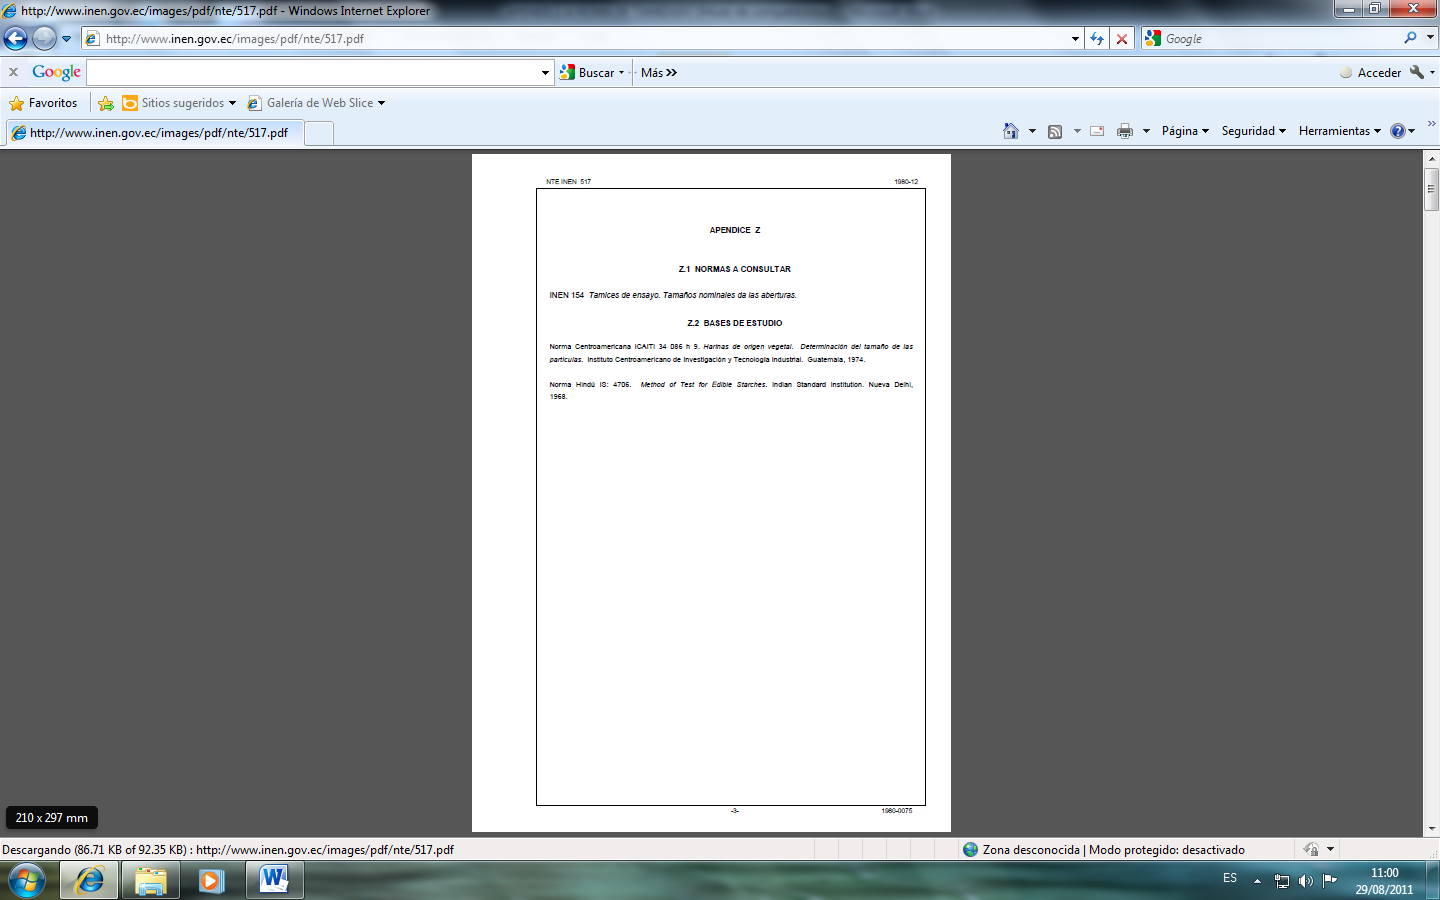 http://www.inen.gov.ec/images/pdf/nte/517.pdf - Windows Internet Explorer
http://www.inen.gov.ec/images/pdf/nte/517.pdf
Google
Google
Buscar
Más
Acceder
Favoritos
Sitios sugeridos
Galería de Web Slice
http://www.inen.gov.ec/images/pdf/nte/517.pdf
Página
Seguridad
Herramientas
NTE INEN 517
1980-12
APENDICE Z
Z.1 NORMAS A CONSULTAR
INEN 154 Tamices de ensayo. Tamaños nominales da las aberturas.
Z.2 BASES DE ESTUDIO
Norma Centroamericana ICAITI 34 086 h 9. Harinas de origen vegetal. Determinación del tamaño de las
partículas. Instituto Centroamericano de Investigación y Tecnología Industrial. Guatemala, 1974.
Norma Hindú IS: 4706. Method of Test for Edible Starches. Indian Standard Institution. Nueva Delhi,
1968.
-3-
1980-0075
210 x 297 mm
Descargando (86.71 KB of 92.35 KB) : http://www.inen.gov.ec/images/pdf/nte/517.pdf
Zona desconocida | Modo protegido: desactivado
ES
11:00
29/08/2011